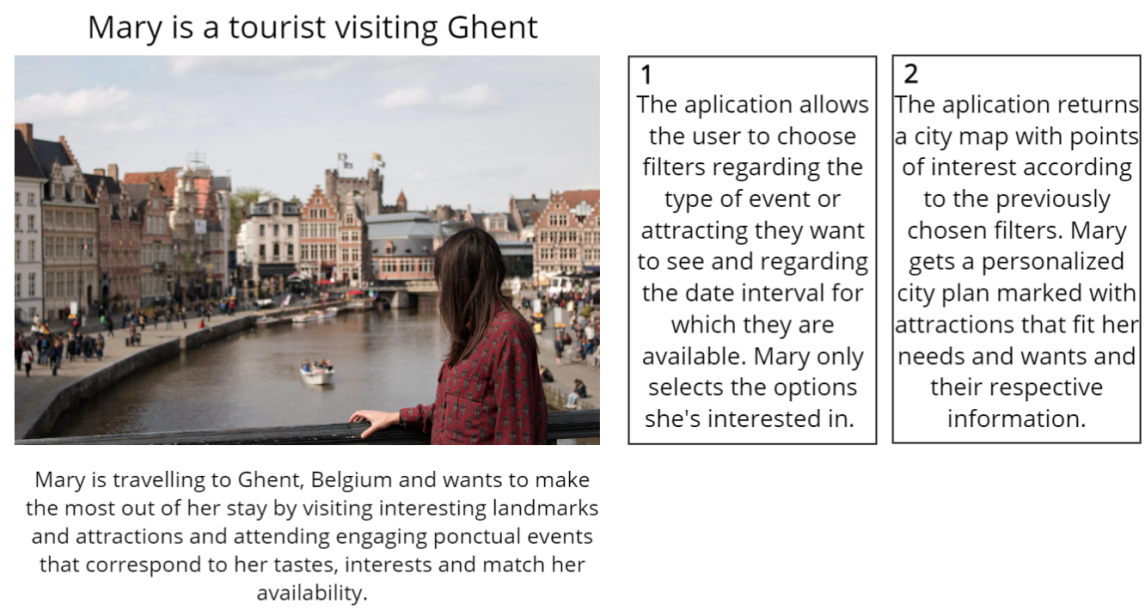 Mary is a tourist visiting Ghent
1
The aplication allows
the user to choose
filters regarding the
type of event or
attracting they want
to see and regarding
the date interval for
which they are
available. Mary only
selects the options
she's interested in.
2
The aplication returns
a city map with points
of interest according
to the previously
chosen filters. Mary
gets a personalized
city plan marked with
attractions that fit her
needs and wants and
their respective
information.
Mary is travelling to Ghent, Belgium and wants to make
the most out of her stay by visiting interesting landmarks
and attractions and attending engaging ponctual events
that correspond to her tastes, interests and match her
availability.